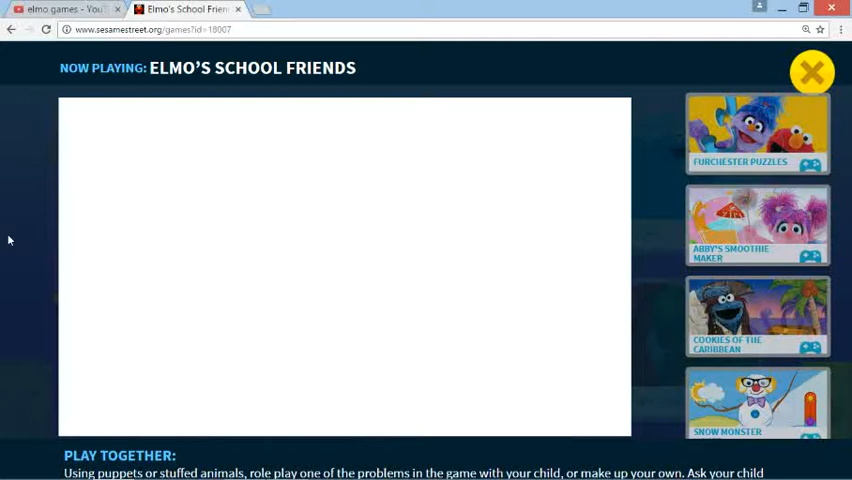 elmo games - YouT
Elmo's School Frien
www.sesamestreet.org/games?id=18007
NOW PLAYING: ELMO'S SCHOOL FRIENDS
FURCHESTER PUZZLES
ABBY'S SMOOTHIE
MAKER
COOKIES OF THE
CARIBBEAN
SNOW MONSTER
PLAY TOGETHER:
Using puppets or stuffed animals, role play one of the problems in the game with your child, or make up your own. Ask your child